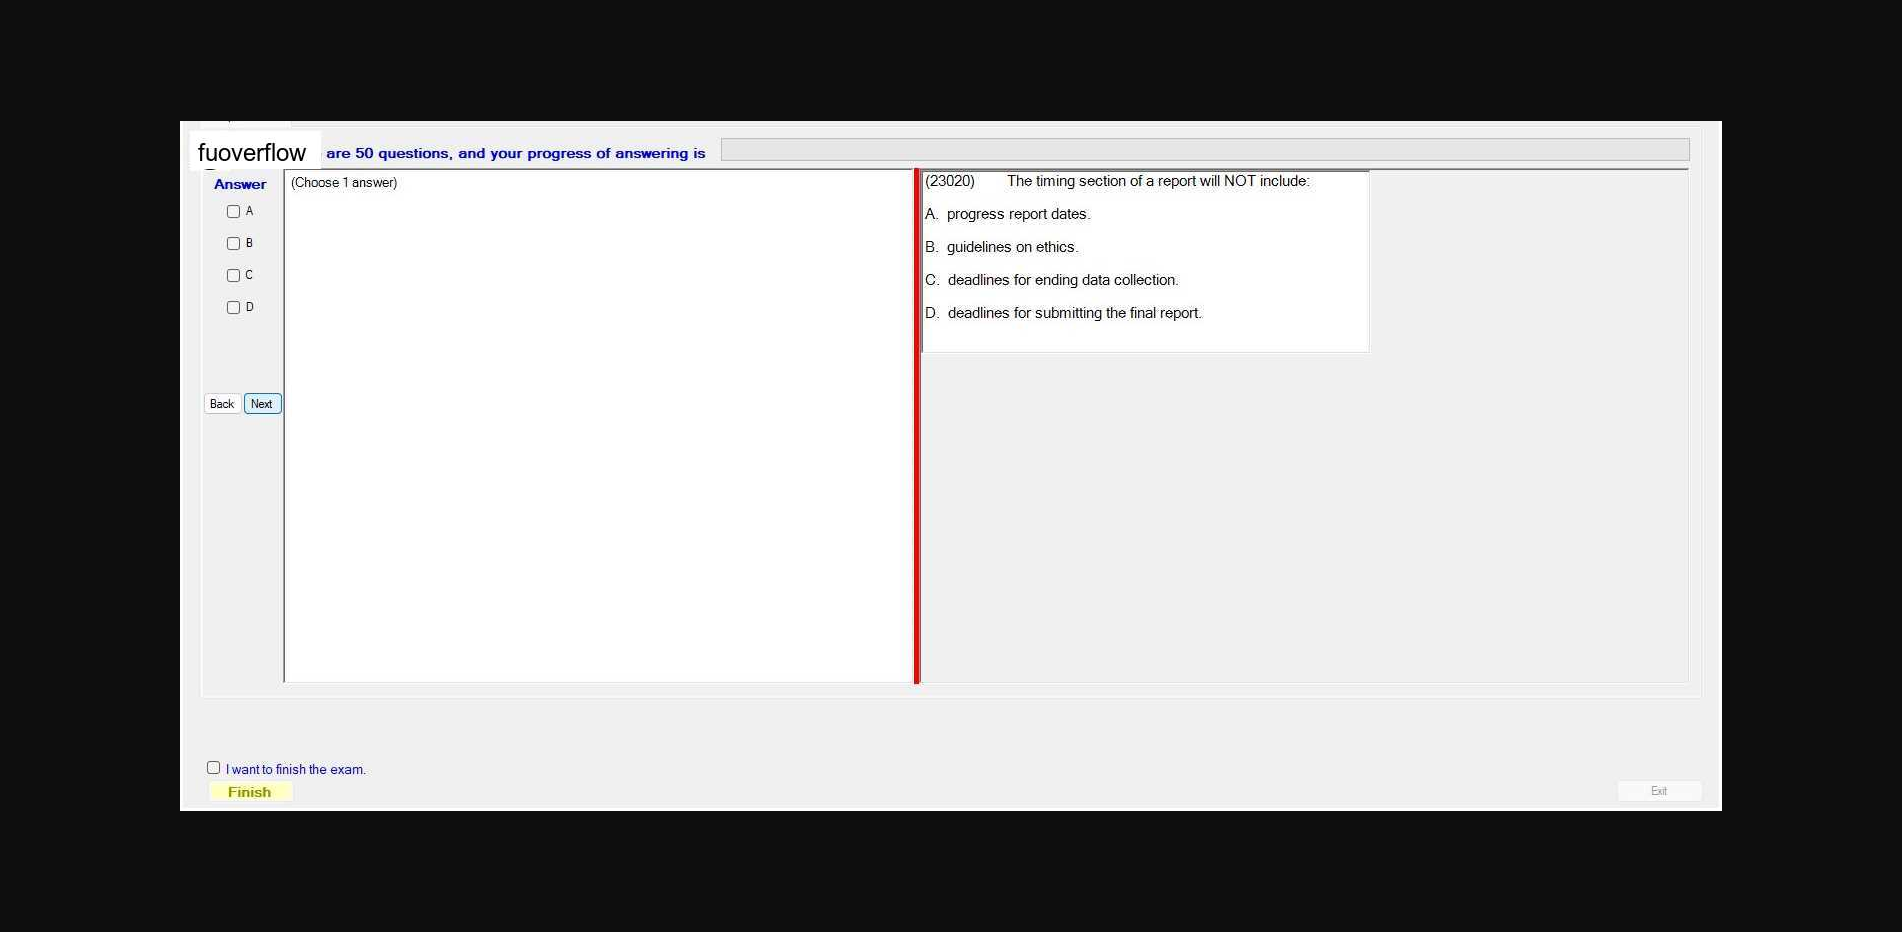 fuoverflow are 50 questions, and your progress of answering is
Answer
(Choose 1 answer)
A
B
C
D
Back Next
(23020) The timing section of a report will NOT include:
A. progress report dates.
B. guidelines on ethics.
C. deadlines for ending data collection.
D. deadlines for submitting the final report.
I want to finish the exam.
Finish
Exit